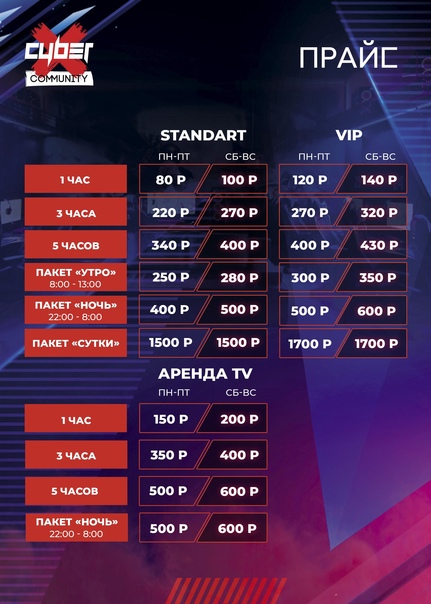 CYBER X
COMMUNITY
ПРАЙС
STANDART VIP
ПН-ПТ СБ-ВС ПН-ПТ СБ-ВС
1 ЧАС 80 Р 100 Р 120 Р 140 Р
3 ЧАСА 220 Р 270 Р 270 Р 320 Р
5 ЧАСОВ 340 Р 400 Р 400 Р 430 Р
ПАКЕТ «УТРО» 250 Р 280 Р 300 Р 350 Р
8:00 - 13:00
ПАКЕТ «НОЧЬ» 400 Р 500 Р 500 Р 600 Р
22:00 - 8:00
ПАКЕТ «СУТКИ» 1500 Р 1500 Р 1700 Р 1700 Р
АРЕНДА TV
ПН-ПТ СБ-ВС
1 ЧАС 150 Р 200 Р
3 ЧАСА 350 Р 400 Р
5 ЧАСОВ 500 Р 600 Р
ПАКЕТ «НОЧЬ» 500 Р 600 Р
22:00 - 8:00